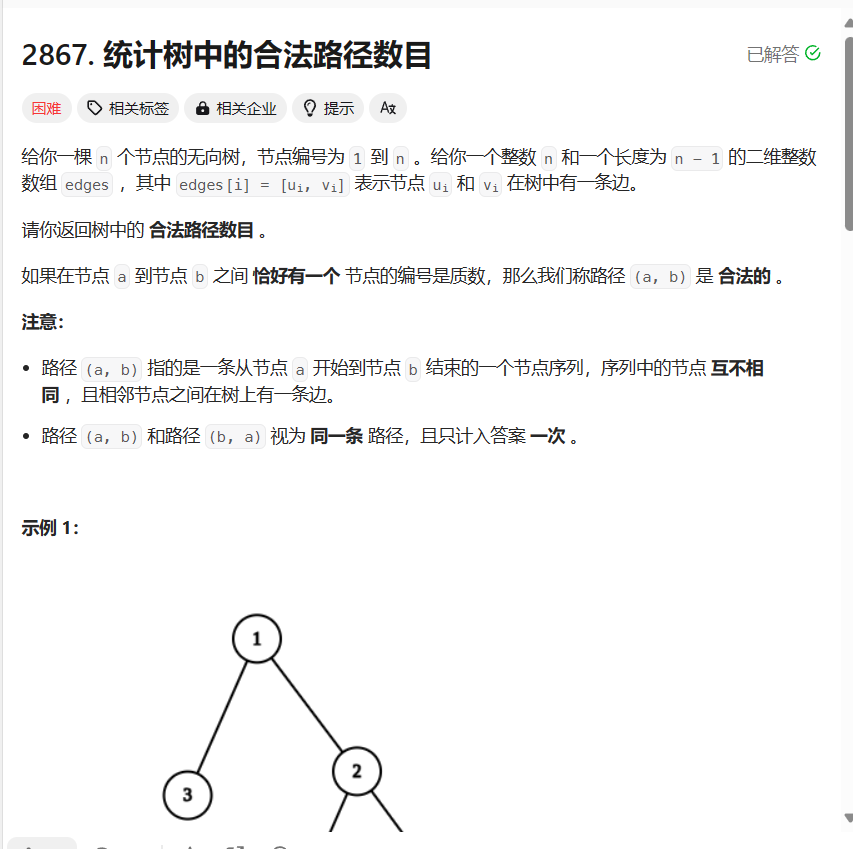 2867. 统计树中的合法路径数目
已解答
困难 相关标签 相关企业 提示
给你一棵 n 个节点的无向树，节点编号为 1 到 n 。给你一个整数 n 和一个长度为 n - 1 的二维整数
数组 edges ，其中 edges[i] = [uᵢ, vᵢ] 表示节点 uᵢ 和 vᵢ 在树中有一条边。
请你返回树中的 合法路径数目 。
如果在节点 a 到节点 b 之间 恰好有一个 节点的编号是质数，那么我们称路径 (a, b) 是 合法的 。
注意：
• 路径 (a, b) 指的是一条从节点 a 开始到节点 b 结束的一个节点序列，序列中的节点 互不相
同 ，且相邻节点之间在树上有一条边。
• 路径 (a, b) 和路径 (b, a) 视为 同一条 路径，且只计入答案 一次 。
示例 1：
1
2
3